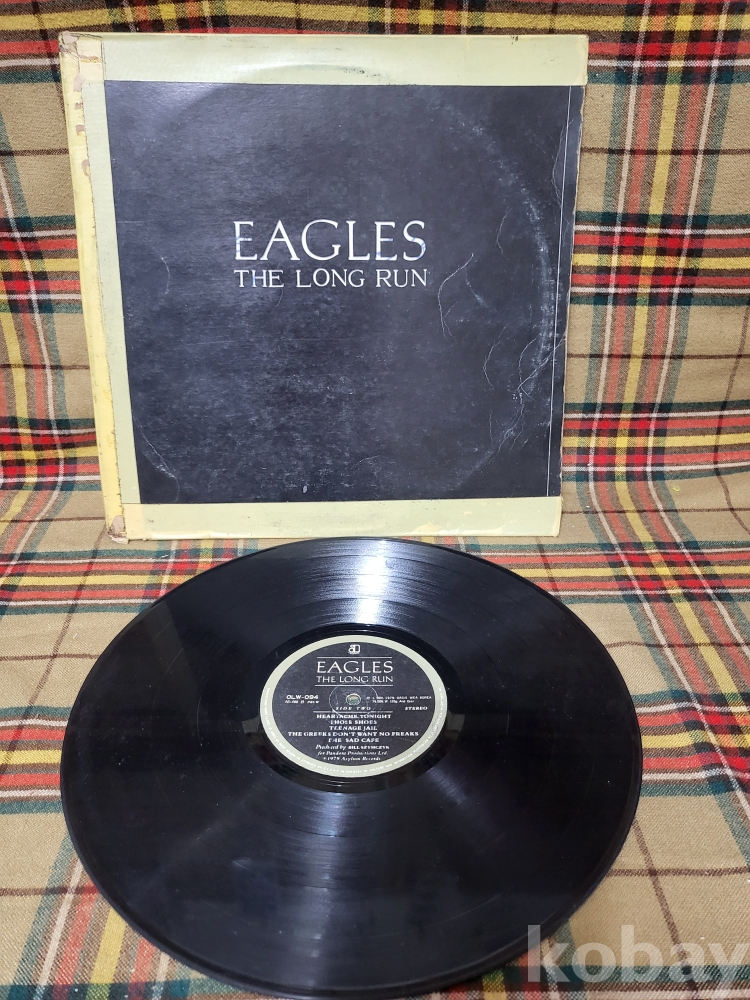 EAGLES
THE LONG RUN
EAGLES
THE LONG RUN
OLW-094
SIDE TWO
STEREO
HEARTACHE TONIGHT
THOSE SHOES
TEENAGE JAIL
THE GREEKS DON'T WANT NO FREAKS
THE SAD CAFE
Produced by BILL SZYMCZYK
for Pandora Productions Ltd.
©1979 Asylum Records
kobay